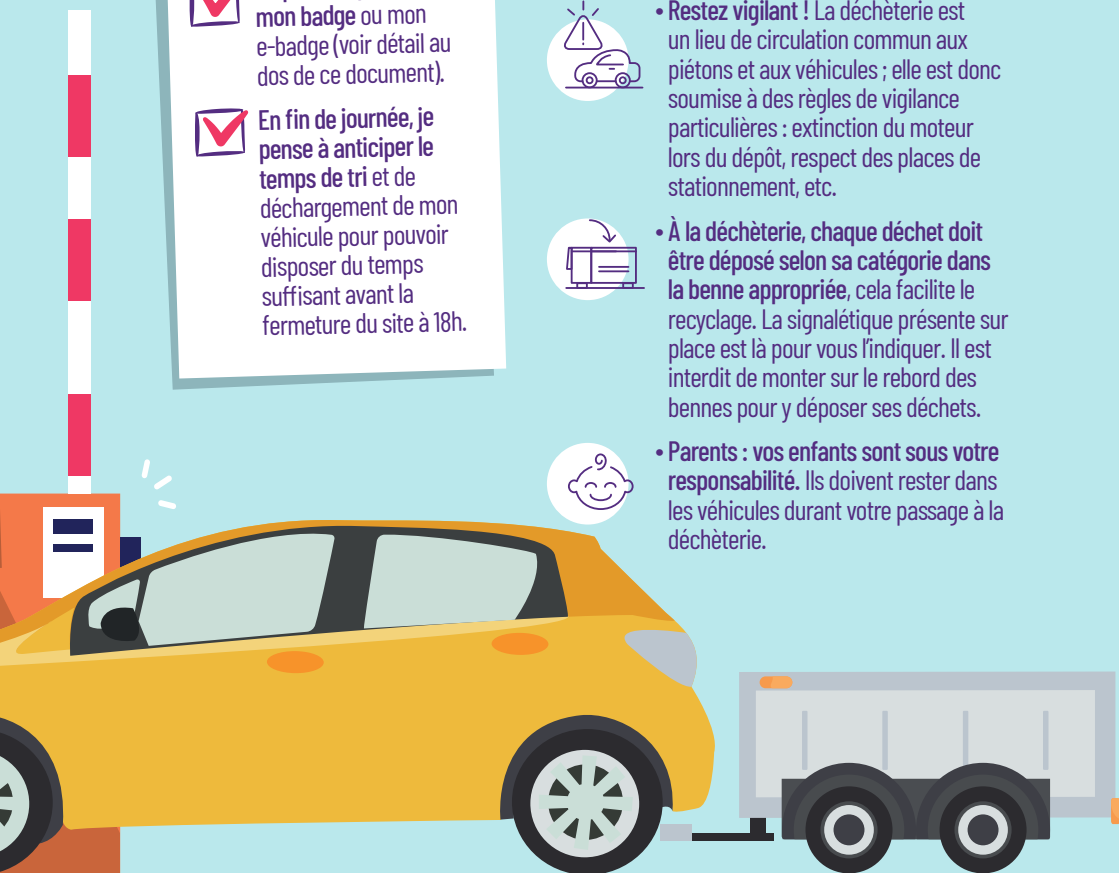 mon badge ou mon
e-badge (voir détail au
dos de ce document).
En fin de journée, je
pense à anticiper le
temps de tri et de
déchargement de mon
véhicule pour pouvoir
disposer du temps
suffisant avant la
fermeture du site à 18h.
• Restez vigilant ! La déchèterie est
un lieu de circulation commun aux
piétons et aux véhicules ; elle est donc
soumise à des règles de vigilance
particulières : extinction du moteur
lors du dépôt, respect des places de
stationnement, etc.
• À la déchèterie, chaque déchet doit
être déposé selon sa catégorie dans
la benne appropriée, cela facilite le
recyclage. La signalétique présente sur
place est là pour vous l'indiquer. Il est
interdit de monter sur le rebord des
bennes pour y déposer ses déchets.
• Parents : vos enfants sont sous votre
responsabilité. Ils doivent rester dans
les véhicules durant votre passage à la
déchèterie.